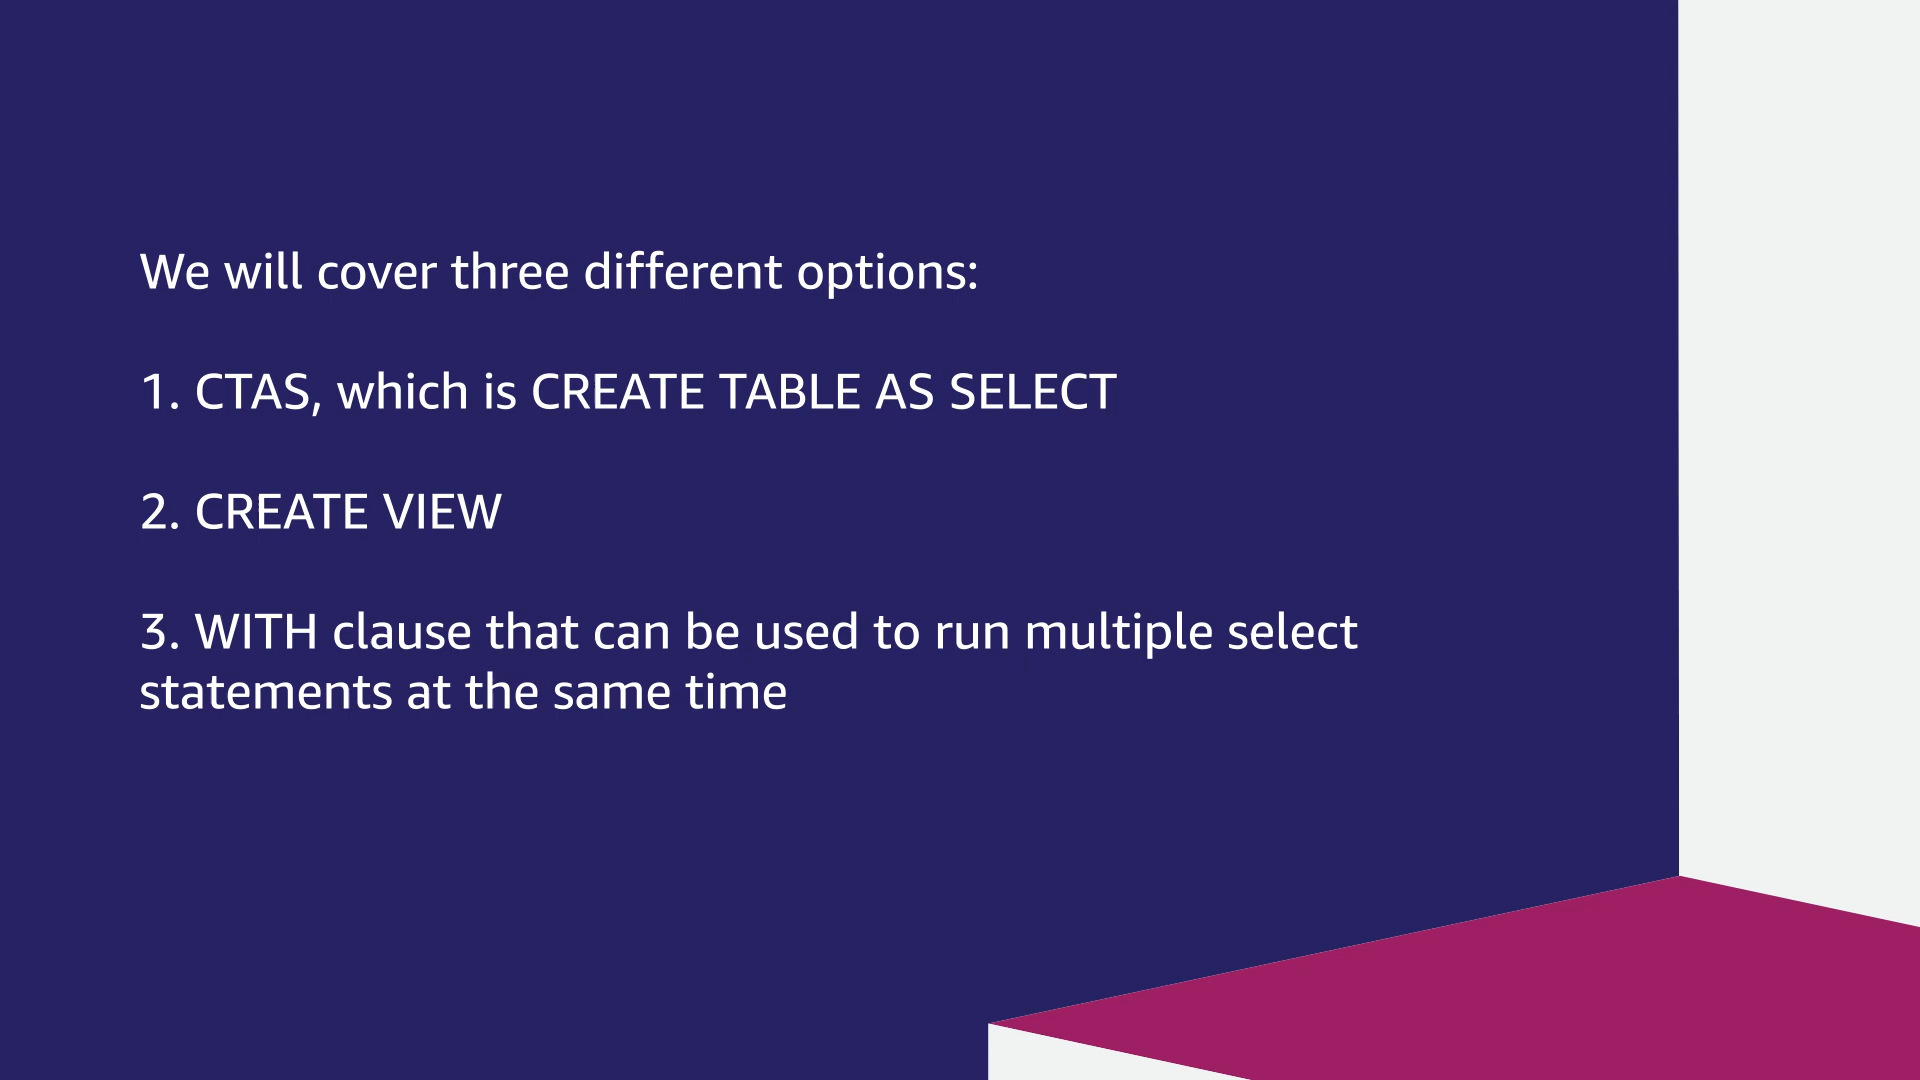 We will cover three different options:
1. CTAS, which is CREATE TABLE AS SELECT
2. CREATE VIEW
3. WITH clause that can be used to run multiple select
statements at the same time